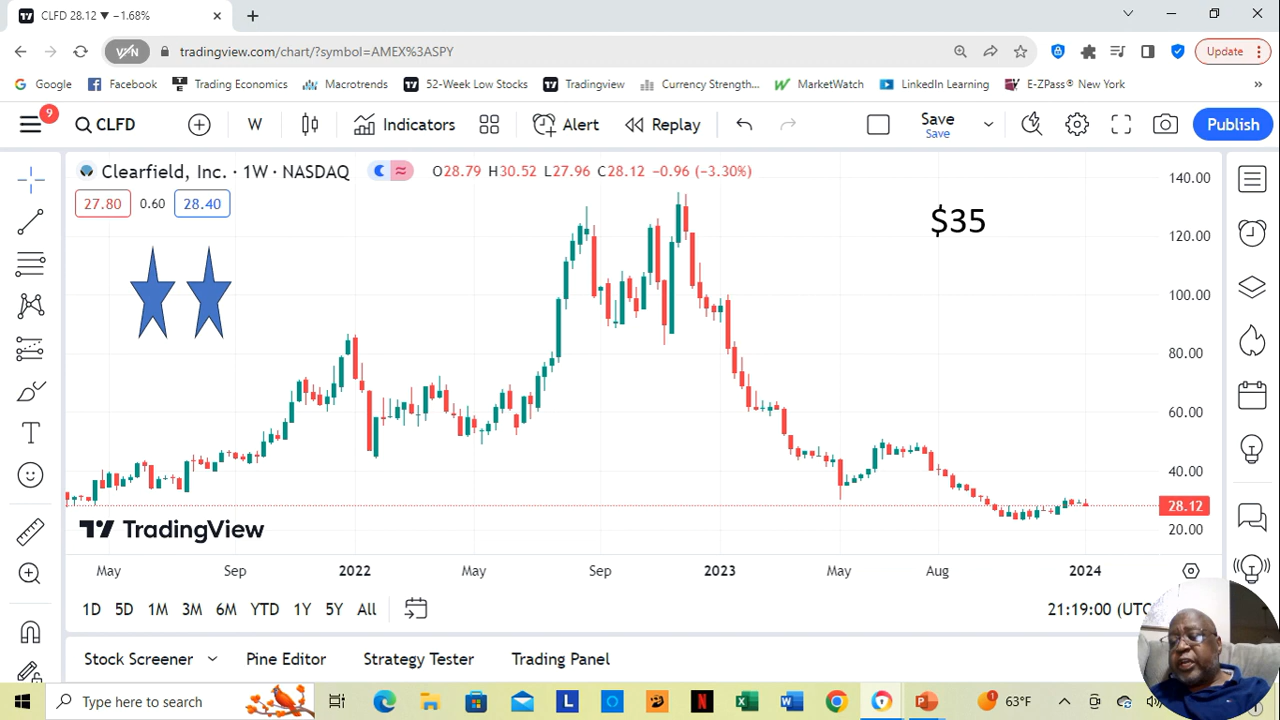 CLFD 28.12 ▼ −1.68%
tradingview.com/chart/?symbol=AMEX%3ASPY
Update
Google
Facebook
Trading Economics
Macrotrends
52-Week Low Stocks
Tradingview
Currency Strength...
MarketWatch
LinkedIn Learning
E-ZPass® New York
»
9
CLFD
W
Indicators
Alert
Replay
Save
Save
Publish
Clearfield, Inc. · 1W · NASDAQ
O28.79 H30.52 L27.96 C28.12 −0.96 (−3.30%)
27.80
0.60
28.40
$35
140.00
120.00
100.00
80.00
60.00
40.00
28.12
20.00
TradingView
May
Sep
2022
May
Sep
2023
May
Aug
2024
1D
5D
1M
3M
6M
YTD
1Y
5Y
All
21:19:00 (UTC
Stock Screener
Pine Editor
Strategy Tester
Trading Panel
Type here to search
63°F